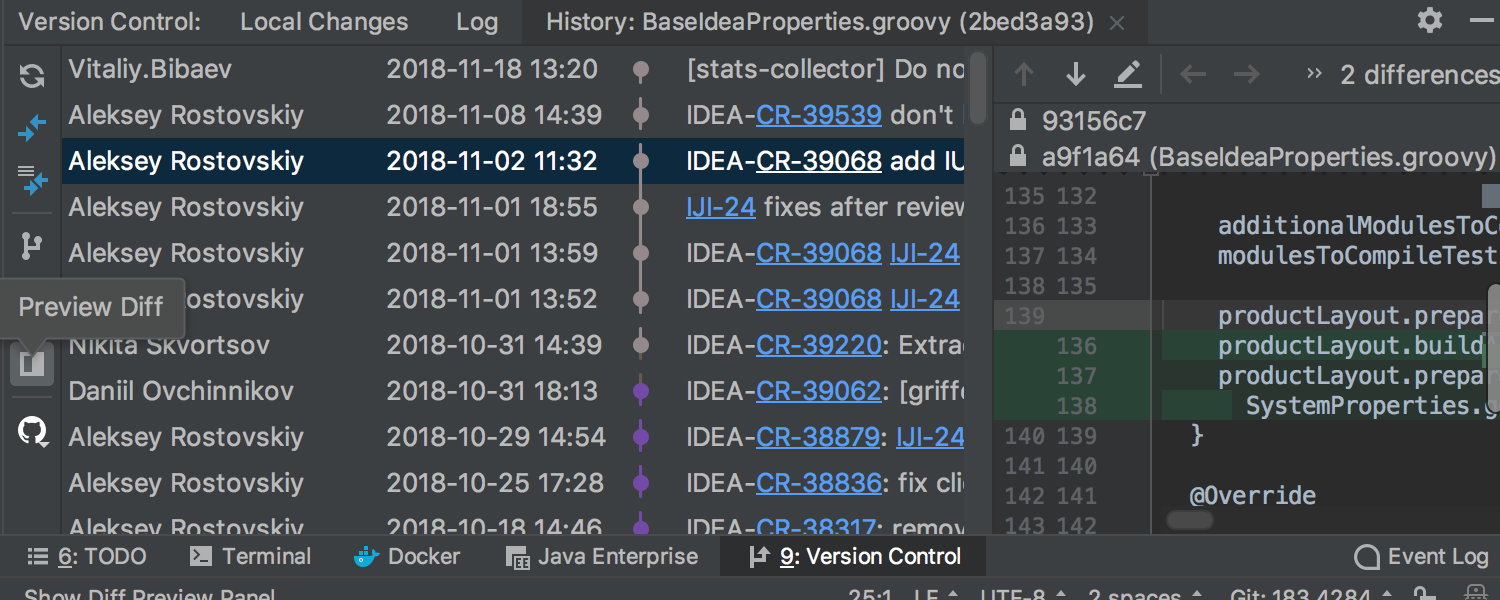 Version Control: Local Changes Log History: BaseIdeaProperties.groovy (2bed3a93)
Vitaliy.Bibaev 2018-11-18 13:20 [stats-collector] Do no
Aleksey Rostovskiy 2018-11-08 14:39 IDEA-CR-39539 don't
Aleksey Rostovskiy 2018-11-02 11:32 IDEA-CR-39068 add IU
Aleksey Rostovskiy 2018-11-01 18:55 IJI-24 fixes after review
Aleksey Rostovskiy 2018-11-01 13:59 IDEA-CR-39068 IJI-24
ostovskiy 2018-11-01 13:52 IDEA-CR-39068 IJI-24
Preview Diff
Nikita Skvortsov 2018-10-31 14:39 IDEA-CR-39220: Extra
Daniil Ovchinnikov 2018-10-31 18:13 IDEA-CR-39062: [griff
Aleksey Rostovskiy 2018-10-29 14:54 IDEA-CR-38879: IJI-24
Aleksey Rostovskiy 2018-10-25 17:28 IDEA-CR-38836: fix cli
Aleksey Rostovskiy 2018-10-18 14:46 IDEA-CR-38317: remov
2 differences
93156c7
a9f1a64 (BaseIdeaProperties.groovy)
135 132
136 133 additionalModulesToC
137 134 modulesToCompileTest
138 135
139 productLayout.prepar
136 productLayout.build
137 productLayout.prepar
138 SystemProperties.g
140 139 }
141 140
142 141 @Override
143 142
6: TODO Terminal Docker Java Enterprise 9: Version Control Event Log
Show Diff Preview Panel 25:1 LF UTF-8 2 spaces Git: 183.4284